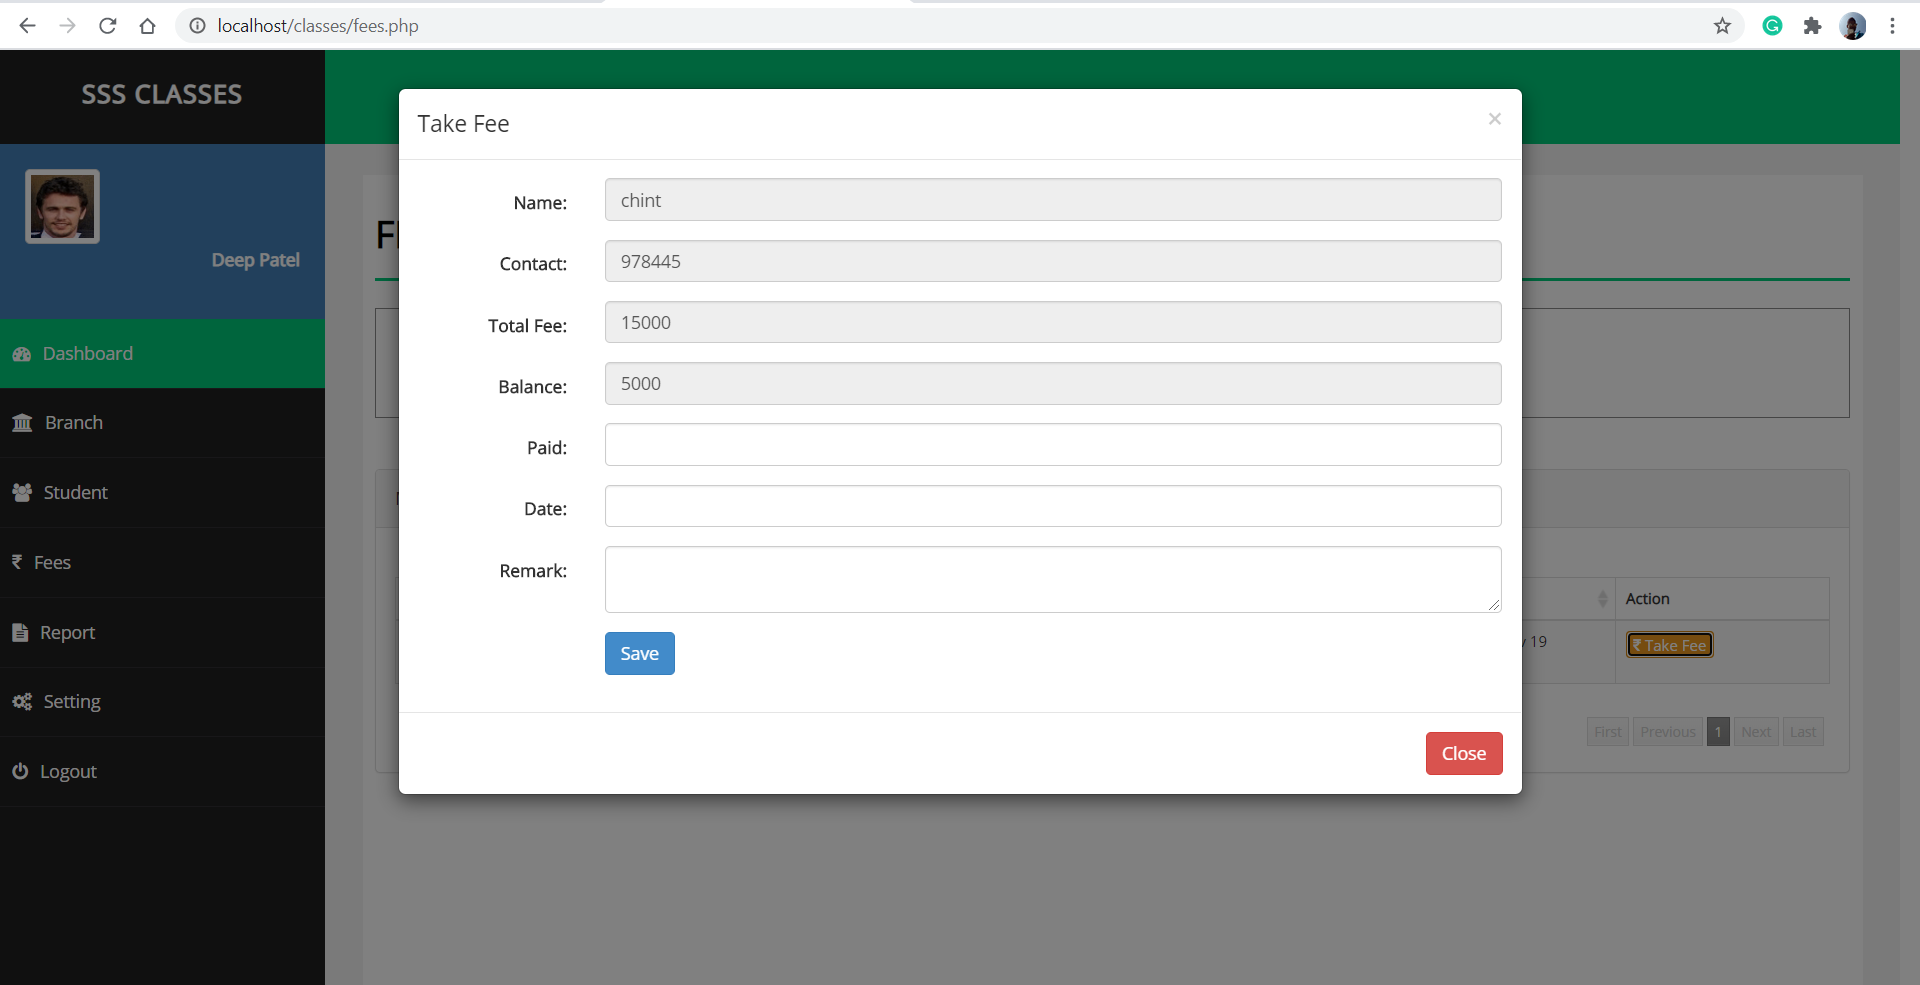 localhost/classes/fees.php
SSS CLASSES
Deep Patel
Dashboard
Branch
Student
₹ Fees
Report
Setting
Logout
Take Fee ×
Name: chint
Contact: 978445
Total Fee: 15000
Balance: 5000
Paid:
Date:
Remark:
Save
Close
Action
19 ₹ Take Fee
First Previous 1 Next Last